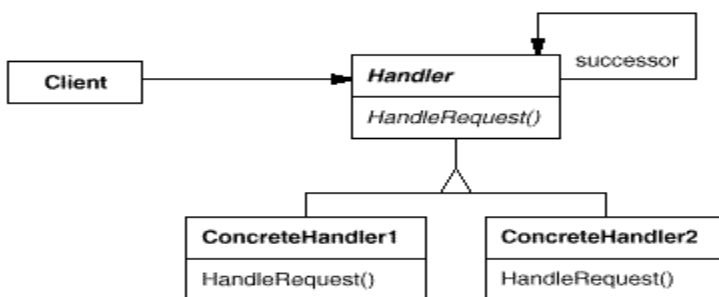 Client
Handler
HandleRequest()
successor
ConcreteHandler1
HandleRequest()
ConcreteHandler2
HandleRequest()